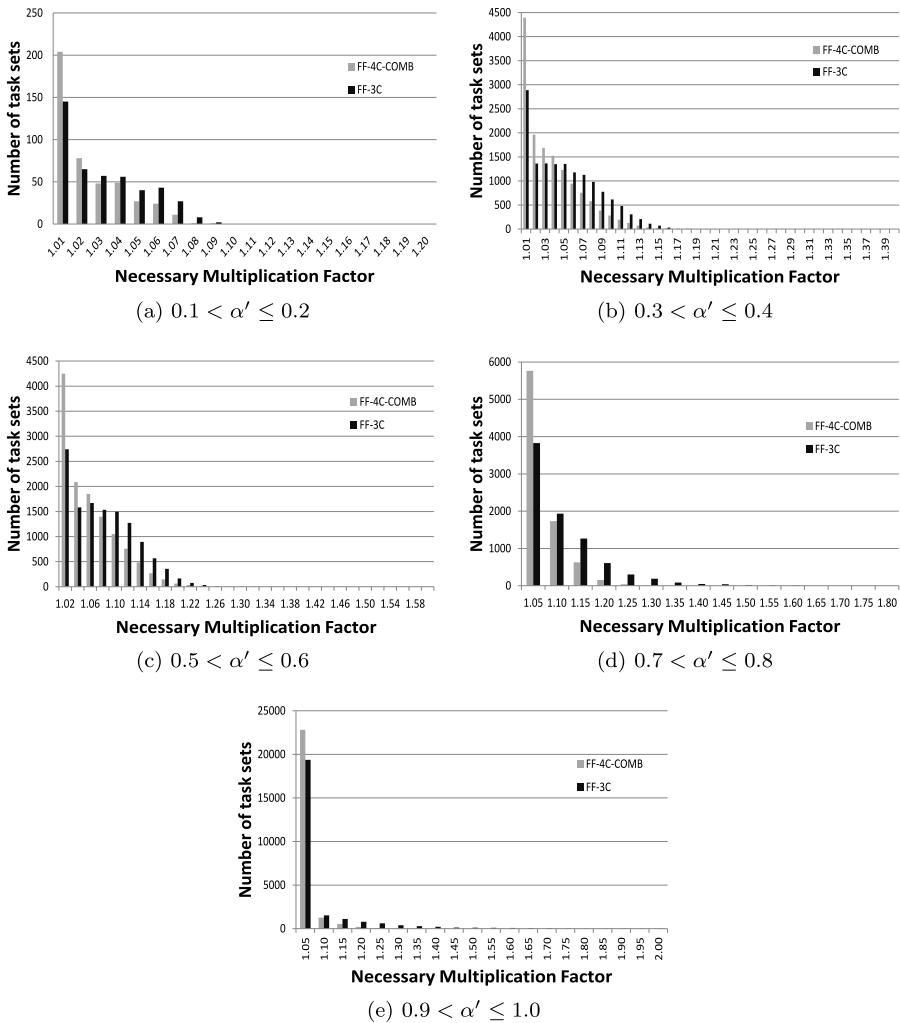 250
200
150
100
50
0
Number of task sets
FF-4C-COMB
FF-3C
1.01 1.02 1.03 1.04 1.05 1.06 1.07 1.08 1.09 1.10 1.11 1.12 1.13 1.14 1.15 1.16 1.17 1.18 1.19 1.20
Necessary Multiplication Factor
(a) 0.1 < α′ ≤ 0.2
4500
4000
3500
3000
2500
2000
1500
1000
500
0
Number of task sets
FF-4C-COMB
FF-3C
1.01 1.03 1.05 1.07 1.09 1.11 1.13 1.15 1.17 1.19 1.21 1.23 1.25 1.27 1.29 1.31 1.33 1.35 1.37 1.39
Necessary Multiplication Factor
(b) 0.3 < α′ ≤ 0.4
4500
4000
3500
3000
2500
2000
1500
1000
500
0
Number of task sets
FF-4C-COMB
FF-3C
1.02 1.06 1.10 1.14 1.18 1.22 1.26 1.30 1.34 1.38 1.42 1.46 1.50 1.54 1.58
Necessary Multiplication Factor
(c) 0.5 < α′ ≤ 0.6
6000
5000
4000
3000
2000
1000
0
Number of task sets
FF-4C-COMB
FF-3C
1.05 1.10 1.15 1.20 1.25 1.30 1.35 1.40 1.45 1.50 1.55 1.60 1.65 1.70 1.75 1.80
Necessary Multiplication Factor
(d) 0.7 < α′ ≤ 0.8
25000
20000
15000
10000
5000
0
Number of task sets
FF-4C-COMB
FF-3C
1.05 1.10 1.15 1.20 1.25 1.30 1.35 1.40 1.45 1.50 1.55 1.60 1.65 1.70 1.75 1.80 1.85 1.90 1.95 2.00
Necessary Multiplication Factor
(e) 0.9 < α′ ≤ 1.0